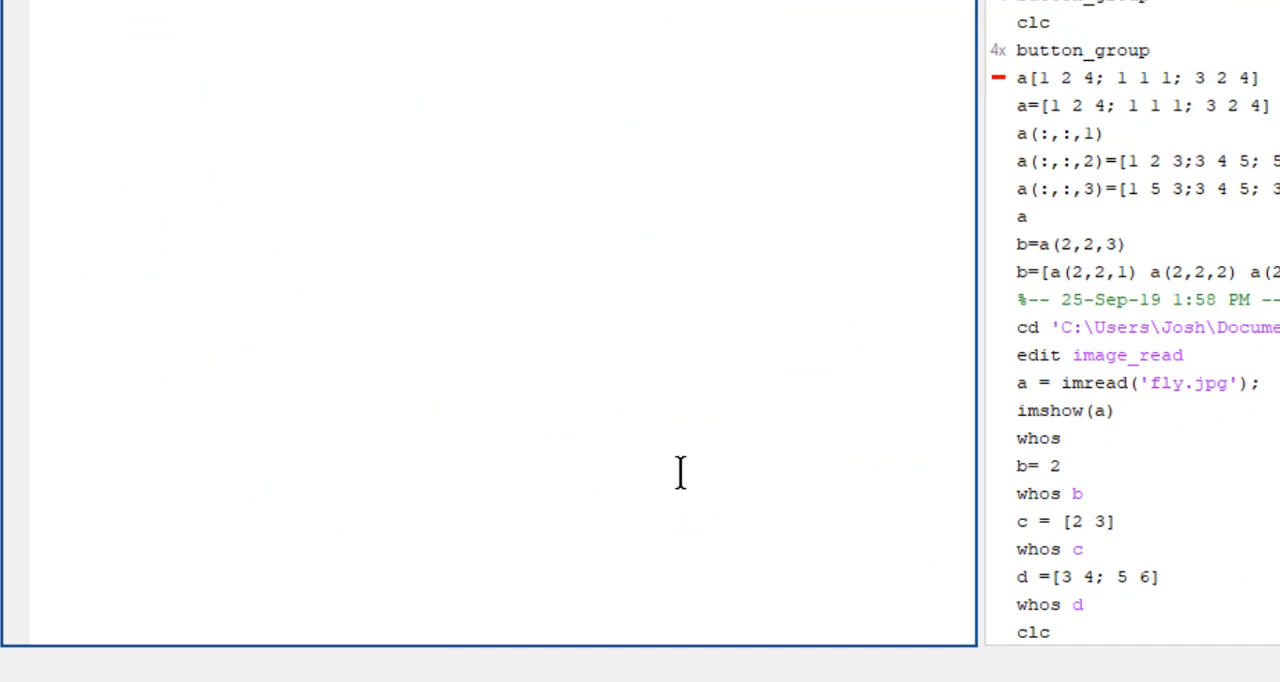 clc
4x button_group
a[1 2 4; 1 1 1; 3 2 4]
a=[1 2 4; 1 1 1; 3 2 4]
a(:,:,1)
a(:,:,2)=[1 2 3;3 4 5; 5
a(:,:,3)=[1 5 3;3 4 5; 3
a
b=a(2,2,3)
b=[a(2,2,1) a(2,2,2) a(2
%-- 25-Sep-19 1:58 PM --
cd 'C:\Users\Josh\Docume
edit image_read
a = imread('fly.jpg');
imshow(a)
whos
b= 2
whos b
c = [2 3]
whos c
d =[3 4; 5 6]
whos d
clc